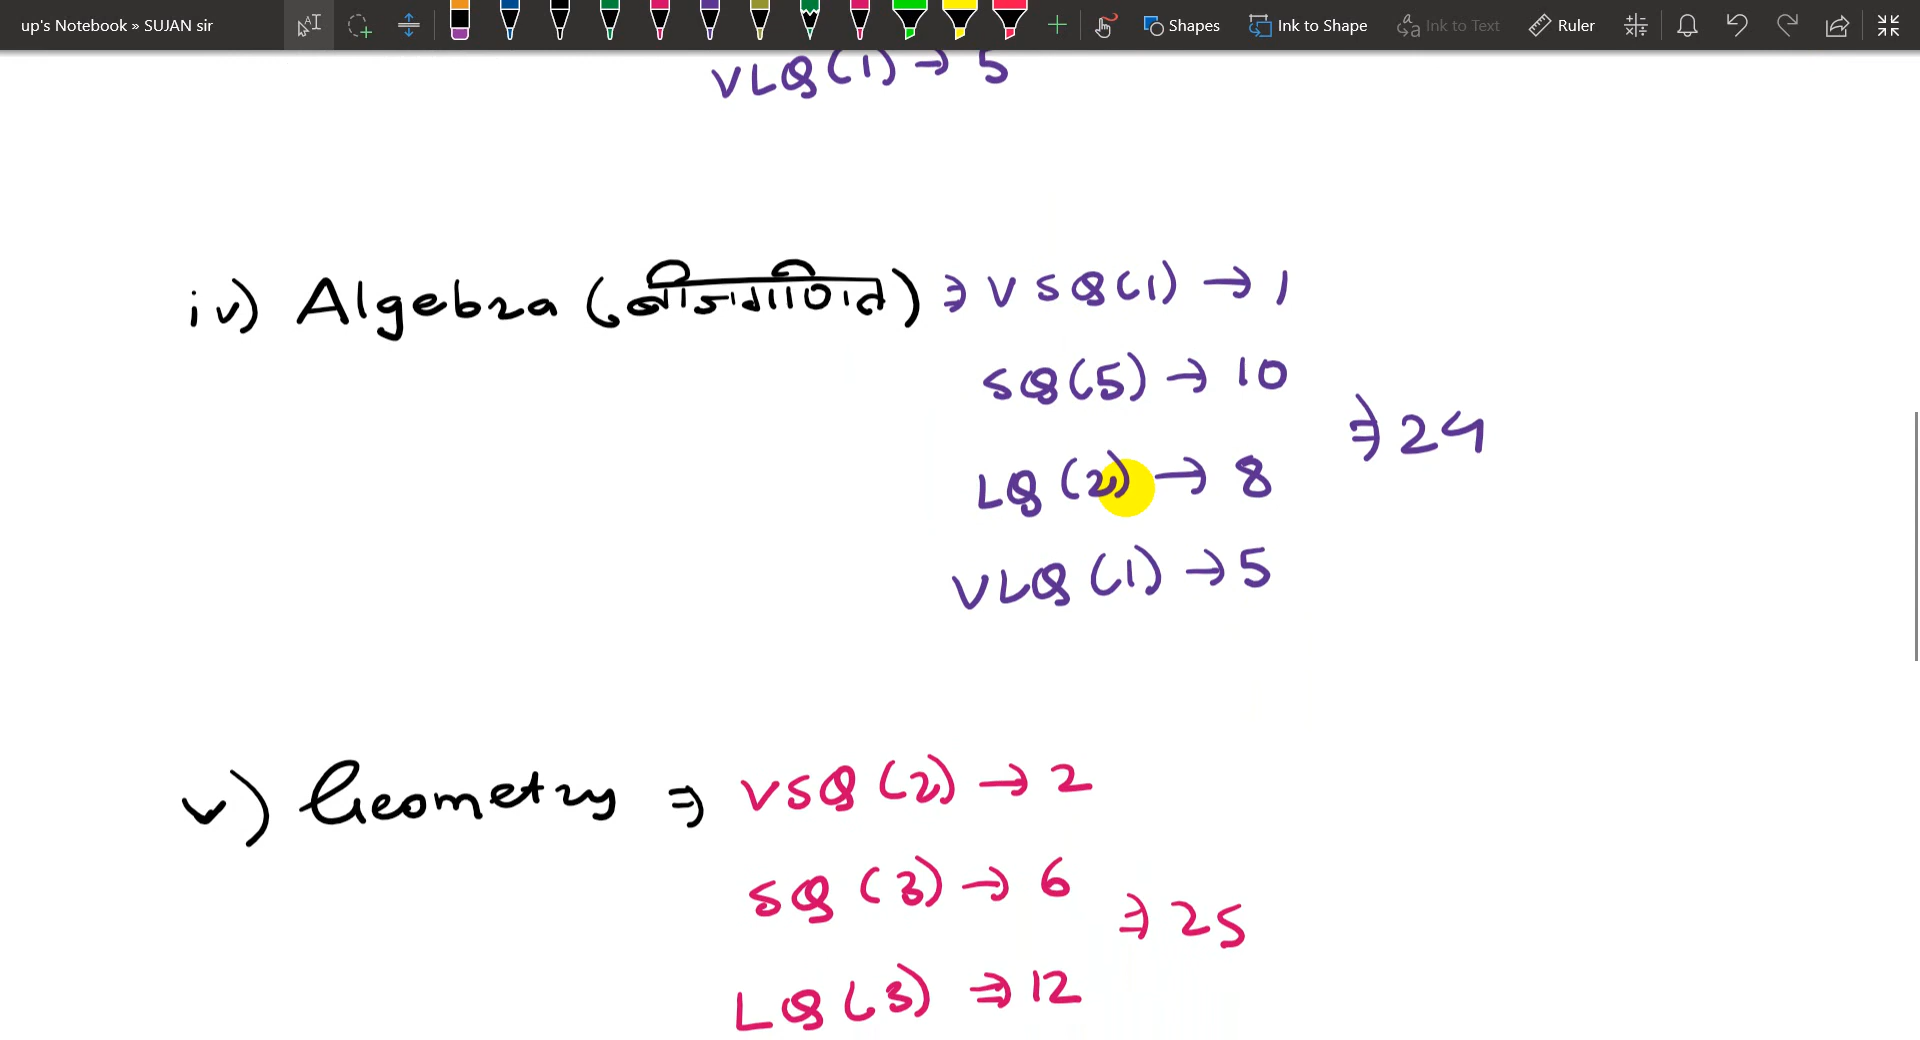 up's Notebook » SUJAN sir
Shapes
Ink to Shape
Ink to Text
Ruler
VLQ(1) → 5
iv) Algebra (बीजगणित) ⇒ VSQ(1) → 1
SQ(5) → 10
⇒ 24
LQ(2) → 8
VLQ(1) → 5
v) Geometry ⇒ VSQ(2) → 2
SQ(3) → 6
⇒ 25
LQ(3) ⇒ 12